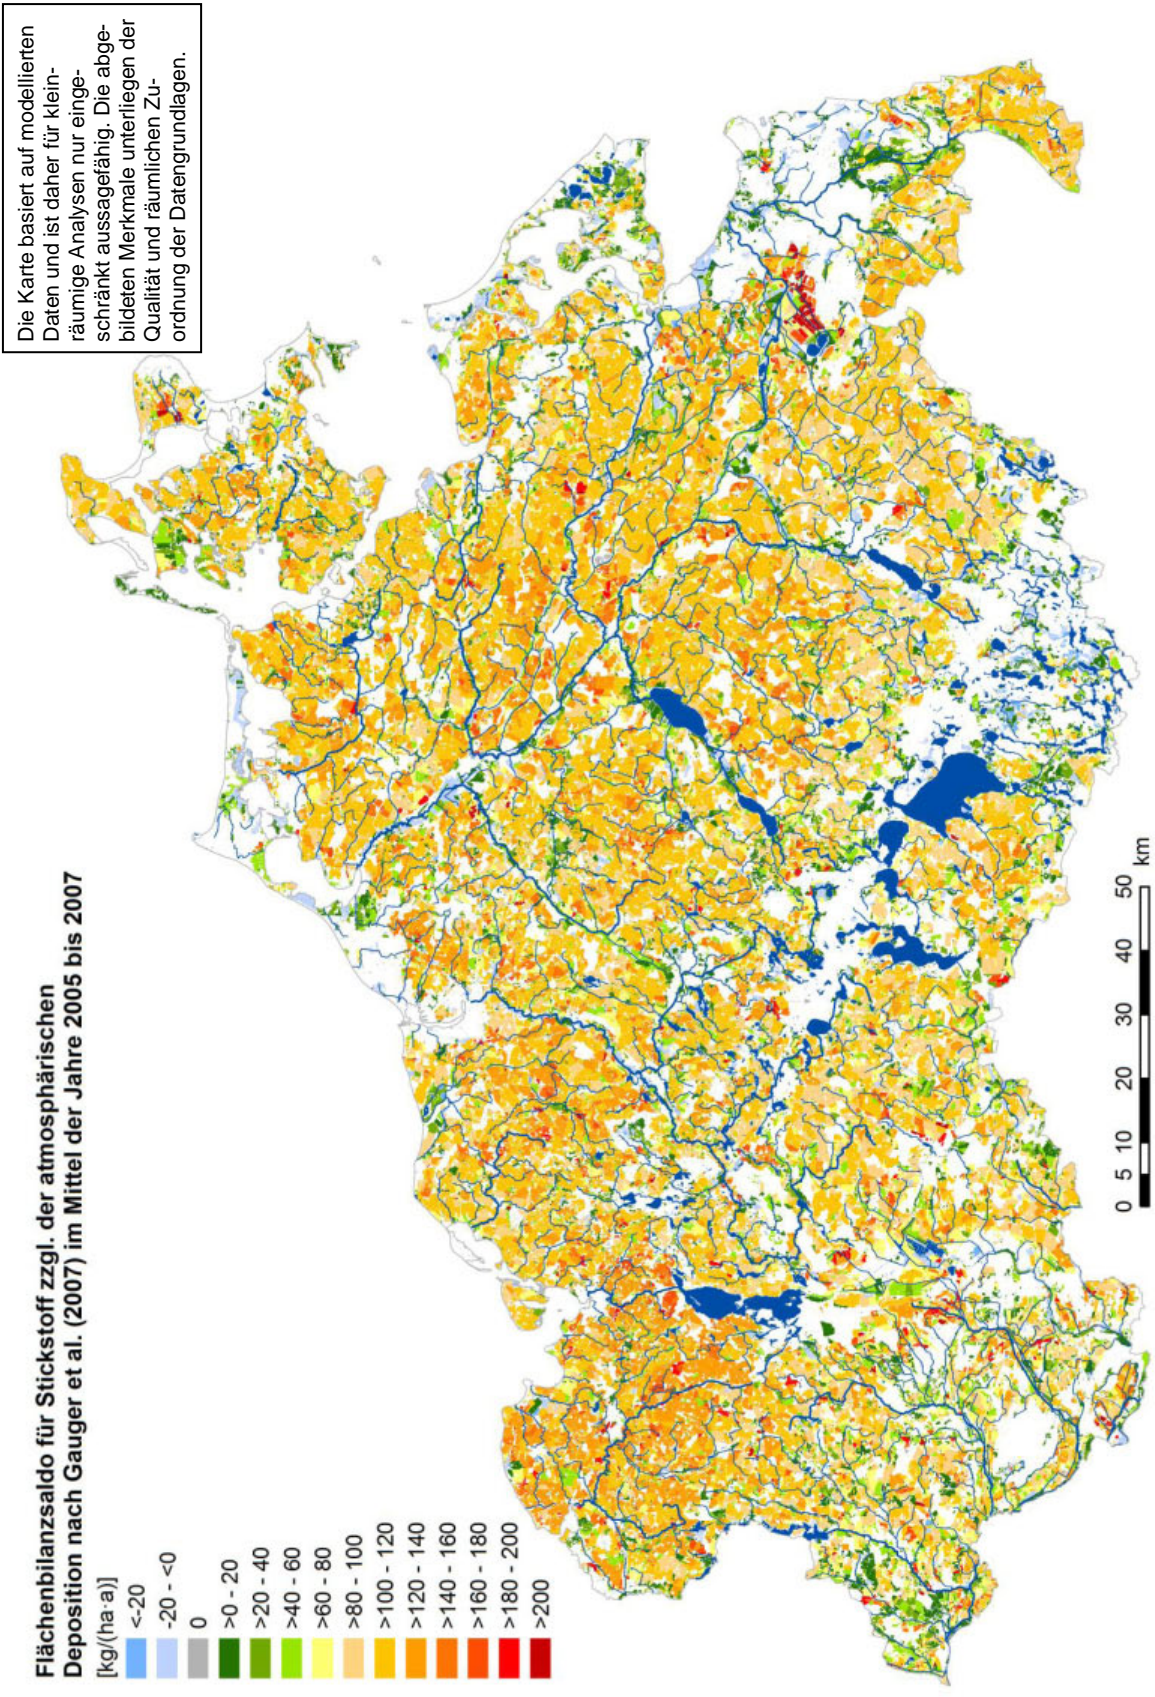 Flächenbilanzsaldo für Stickstoff zzgl. der atmosphärischen
Deposition nach Gauger et al. (2007) im Mittel der Jahre 2005 bis 2007
[kg/(ha·a)]
<-20
-20 - <0
0
>0 - 20
>20 - 40
>40 - 60
>60 - 80
>80 - 100
>100 - 120
>120 - 140
>140 - 160
>160 - 180
>180 - 200
>200
Die Karte basiert auf modellierten
Daten und ist daher für klein-
räumige Analysen nur einge-
schränkt aussagefähig. Die abge-
bildeten Merkmale unterliegen der
Qualität und räumlichen Zu-
ordnung der Datengrundlagen.
0 5 10 20 30 40 50 km